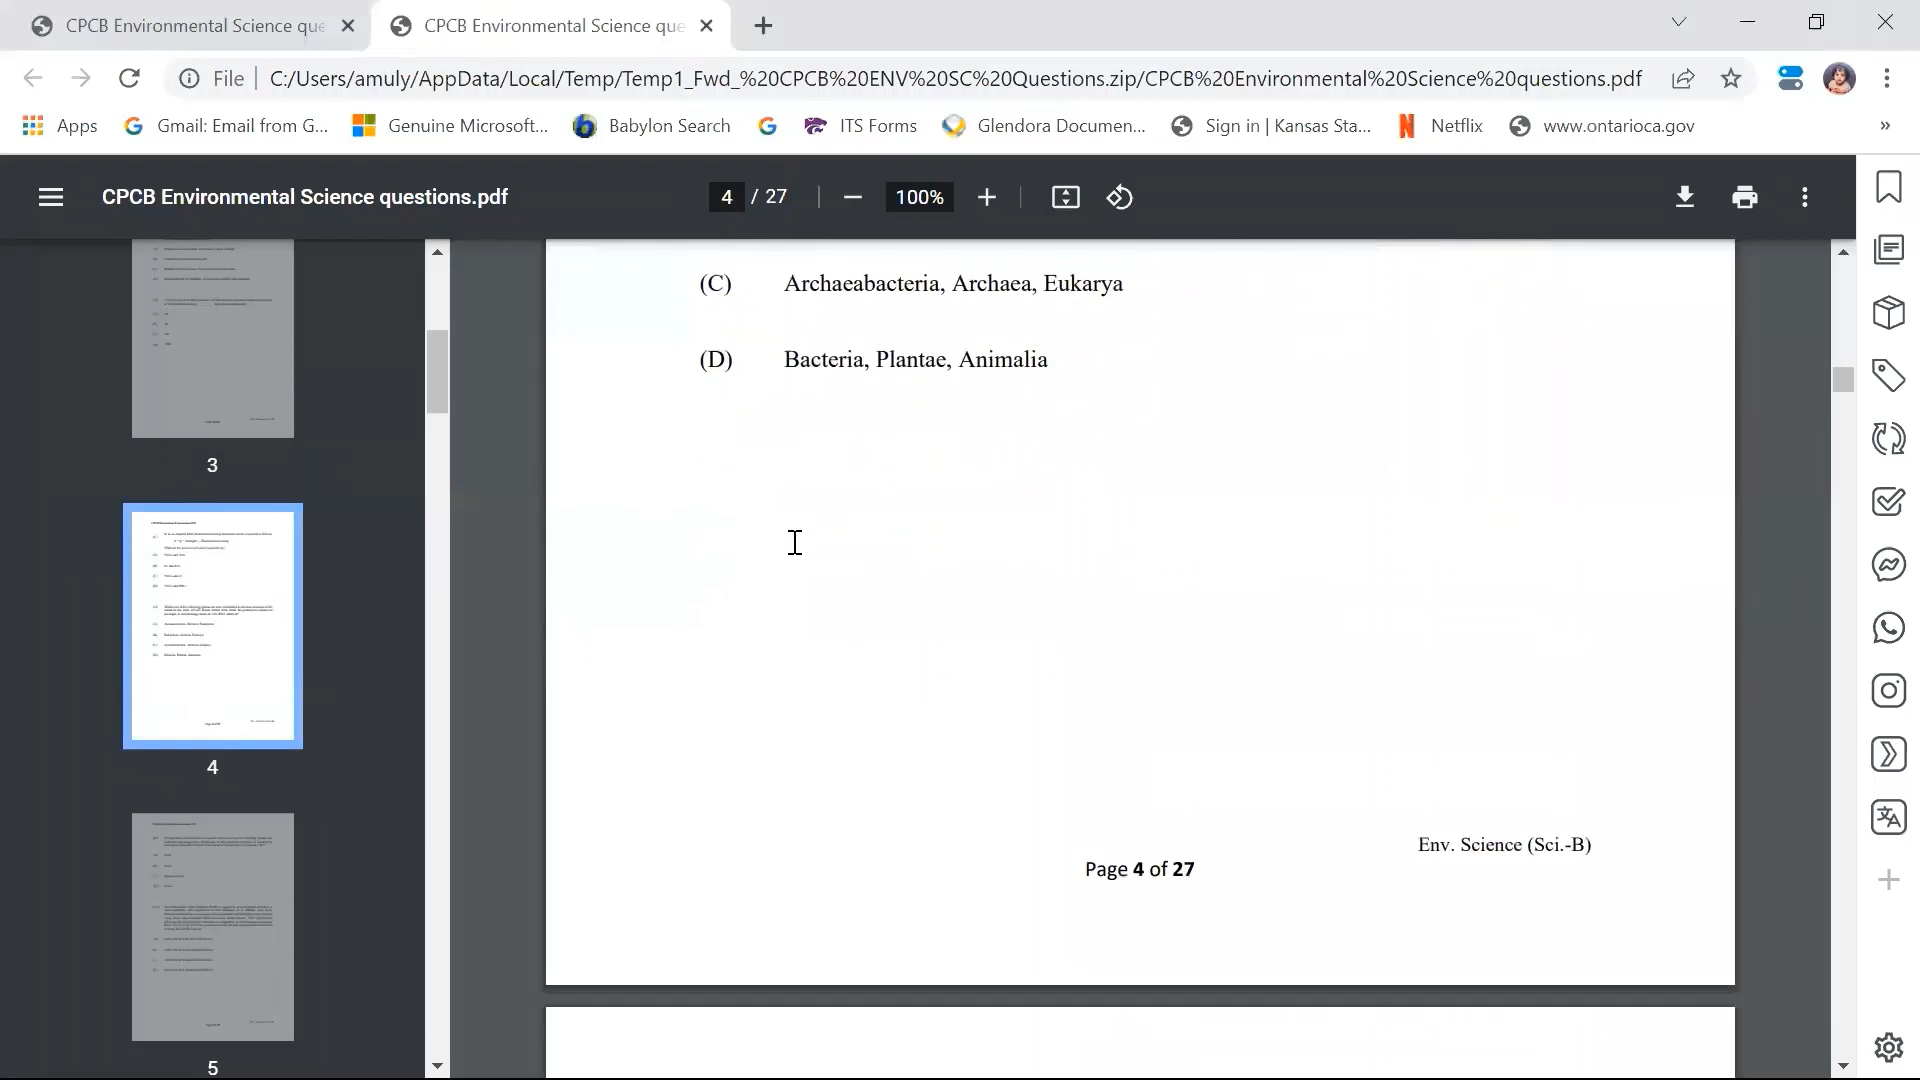 CPCB Environmental Science que
CPCB Environmental Science que
File
C:/Users/amuly/AppData/Local/Temp/Temp1_Fwd_%20CPCB%20ENV%20SC%20Questions.zip/CPCB%20Environmental%20Science%20questions.pdf
Apps
Gmail: Email from G...
Genuine Microsoft...
Babylon Search
ITS Forms
Glendora Documen...
Sign in | Kansas Sta...
Netflix
www.ontarioca.gov
»
CPCB Environmental Science questions.pdf
4 / 27
100%
3
4
5
(C) Archaeabacteria, Archaea, Eukarya
(D) Bacteria, Plantae, Animalia
Env. Science (Sci.-B)
Page 4 of 27